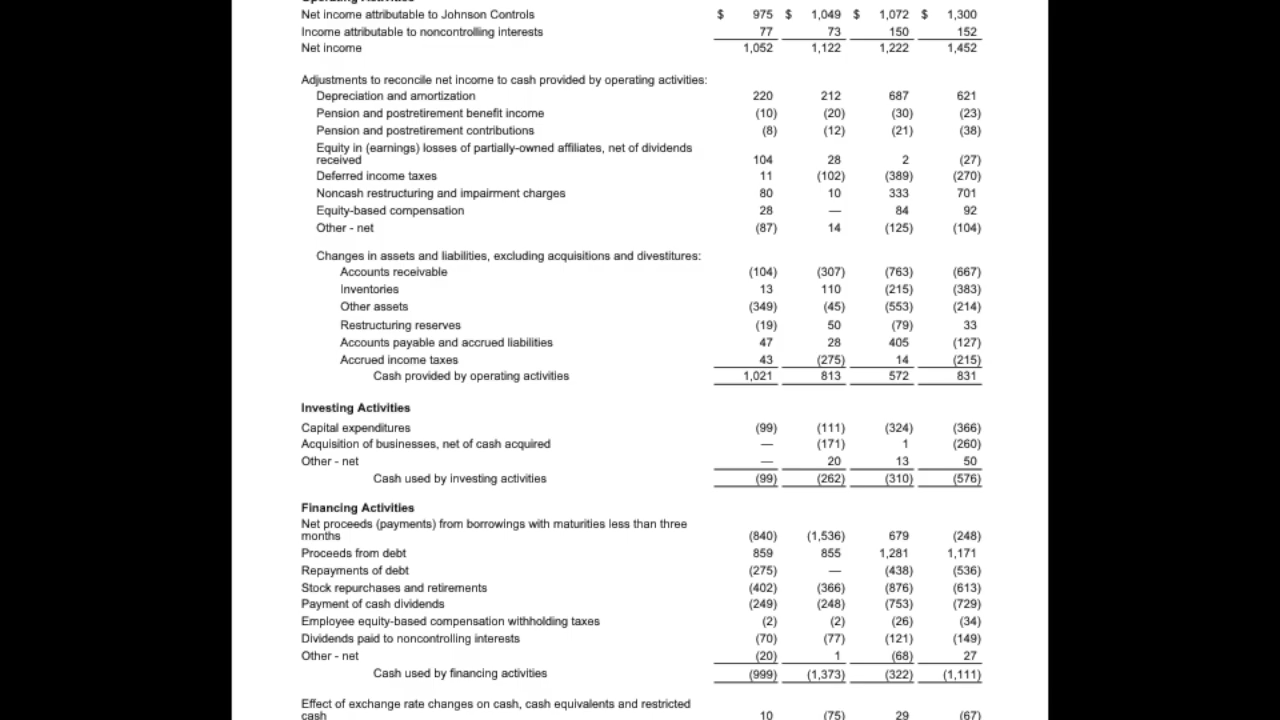 Operating Activities
Net income attributable to Johnson Controls $ 975 $ 1,049 $ 1,072 $ 1,300
Income attributable to noncontrolling interests 77 73 150 152
Net income 1,052 1,122 1,222 1,452
Adjustments to reconcile net income to cash provided by operating activities:
Depreciation and amortization 220 212 687 621
Pension and postretirement benefit income (10) (20) (30) (23)
Pension and postretirement contributions (8) (12) (21) (38)
Equity in (earnings) losses of partially-owned affiliates, net of dividends
received 104 28 2 (27)
Deferred income taxes 11 (102) (389) (270)
Noncash restructuring and impairment charges 80 10 333 701
Equity-based compensation 28 — 84 92
Other - net (87) 14 (125) (104)
Changes in assets and liabilities, excluding acquisitions and divestitures:
Accounts receivable (104) (307) (763) (667)
Inventories 13 110 (215) (383)
Other assets (349) (45) (553) (214)
Restructuring reserves (19) 50 (79) 33
Accounts payable and accrued liabilities 47 28 405 (127)
Accrued income taxes 43 (275) 14 (215)
Cash provided by operating activities 1,021 813 572 831
Investing Activities
Capital expenditures (99) (111) (324) (366)
Acquisition of businesses, net of cash acquired — (171) 1 (260)
Other - net — 20 13 50
Cash used by investing activities (99) (262) (310) (576)
Financing Activities
Net proceeds (payments) from borrowings with maturities less than three
months (840) (1,536) 679 (248)
Proceeds from debt 859 855 1,281 1,171
Repayments of debt (275) — (438) (536)
Stock repurchases and retirements (402) (366) (876) (613)
Payment of cash dividends (249) (248) (753) (729)
Employee equity-based compensation withholding taxes (2) (2) (26) (34)
Dividends paid to noncontrolling interests (70) (77) (121) (149)
Other - net (20) 1 (68) 27
Cash used by financing activities (999) (1,373) (322) (1,111)
Effect of exchange rate changes on cash, cash equivalents and restricted
cash 10 (75) 29 (67)